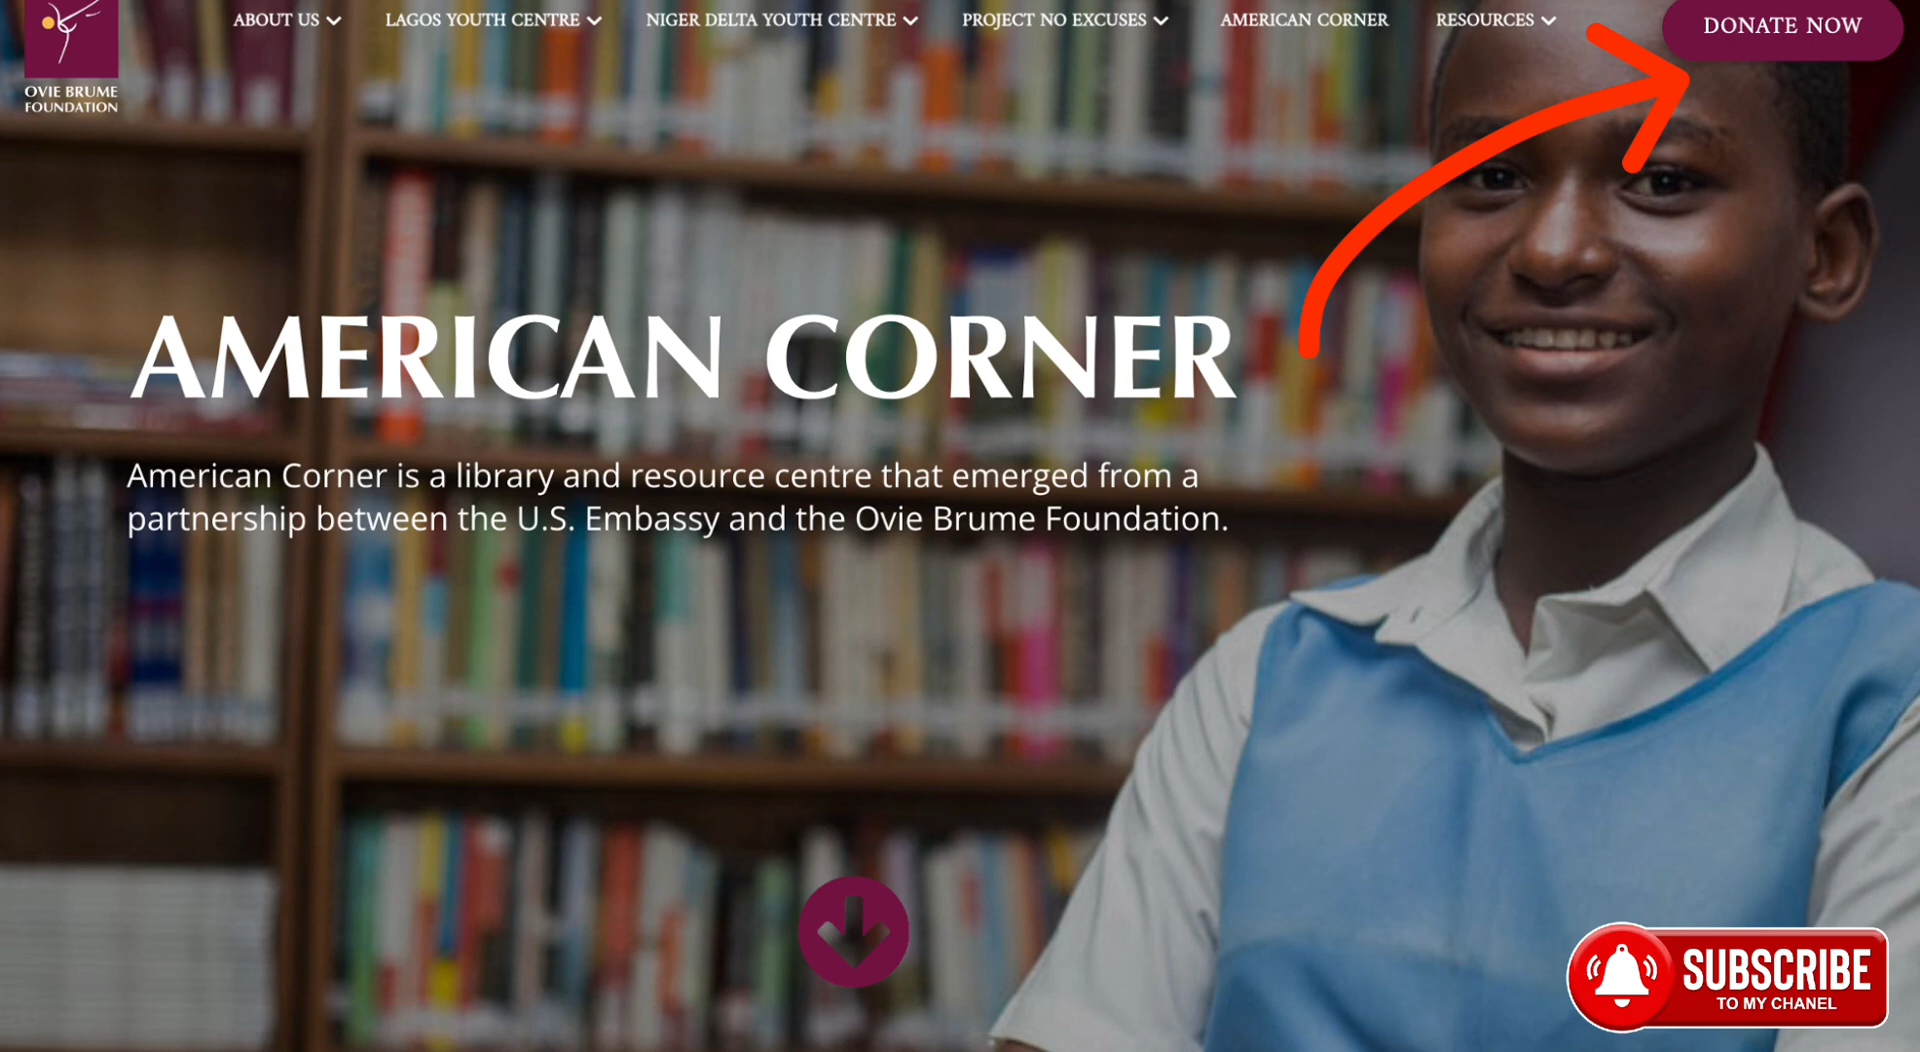 ABOUT US
LAGOS YOUTH CENTRE
NIGER DELTA YOUTH CENTRE
PROJECT NO EXCUSES
AMERICAN CORNER
RESOURCES
DONATE NOW
OVIE BRUME
FOUNDATION
AMERICAN CORNER
American Corner is a library and resource centre that emerged from a
partnership between the U.S. Embassy and the Ovie Brume Foundation.
SUBSCRIBE
TO MY CHANEL